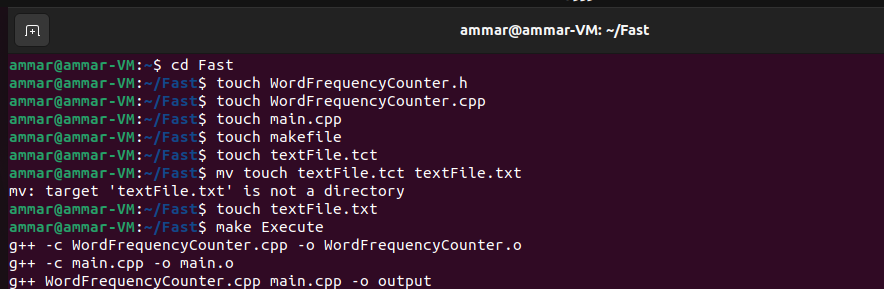 ammar@ammar-VM: ~/Fast
ammar@ammar-VM:~$ cd Fast
ammar@ammar-VM:~/Fast$ touch WordFrequencyCounter.h
ammar@ammar-VM:~/Fast$ touch WordFrequencyCounter.cpp
ammar@ammar-VM:~/Fast$ touch main.cpp
ammar@ammar-VM:~/Fast$ touch makefile
ammar@ammar-VM:~/Fast$ touch textFile.tct
ammar@ammar-VM:~/Fast$ mv touch textFile.tct textFile.txt
mv: target 'textFile.txt' is not a directory
ammar@ammar-VM:~/Fast$ touch textFile.txt
ammar@ammar-VM:~/Fast$ make Execute
g++ -c WordFrequencyCounter.cpp -o WordFrequencyCounter.o
g++ -c main.cpp -o main.o
g++ WordFrequencyCounter.cpp main.cpp -o output